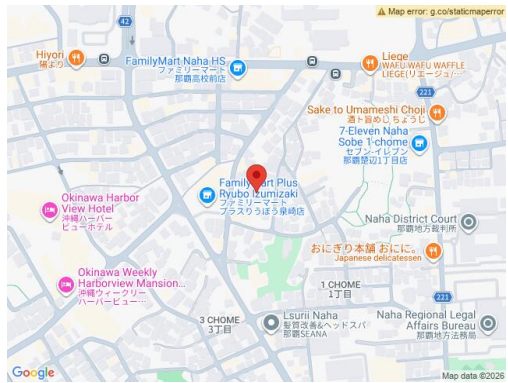 Map error: g.co/staticmaperror
42
Hiyori
陽より
FamilyMart Naha HS
ファミリーマート
那覇高校前店
Liege
WAFU WAFU WAFFLE
LIEGE(リエージュ/…
221
Sake to Umameshi Choji
酒ト旨めし ちょうじ
7-Eleven Naha
Sobe 1-chome
セブン-イレブン
那覇楚辺1丁目店
FamilyMart Plus
Ryubo Izumizaki
ファミリーマート
プラスりうぼう泉崎店
Okinawa Harbor
View Hotel
沖縄ハーバー
ビューホテル
Naha District Court
那覇地方裁判所
おにぎり本舗 おにに。
Japanese delicatessen
Okinawa Weekly
Harborview Mansion...
沖縄ウィークリー
ハーバービュー…
1 CHOME
1丁目
221
3 CHOME
3丁目
Lsurii Naha
髪質改善&ヘッドスパ
那覇SEANA
Naha Regional Legal
Affairs Bureau
那覇地方法務局
Google
Map data ©2026